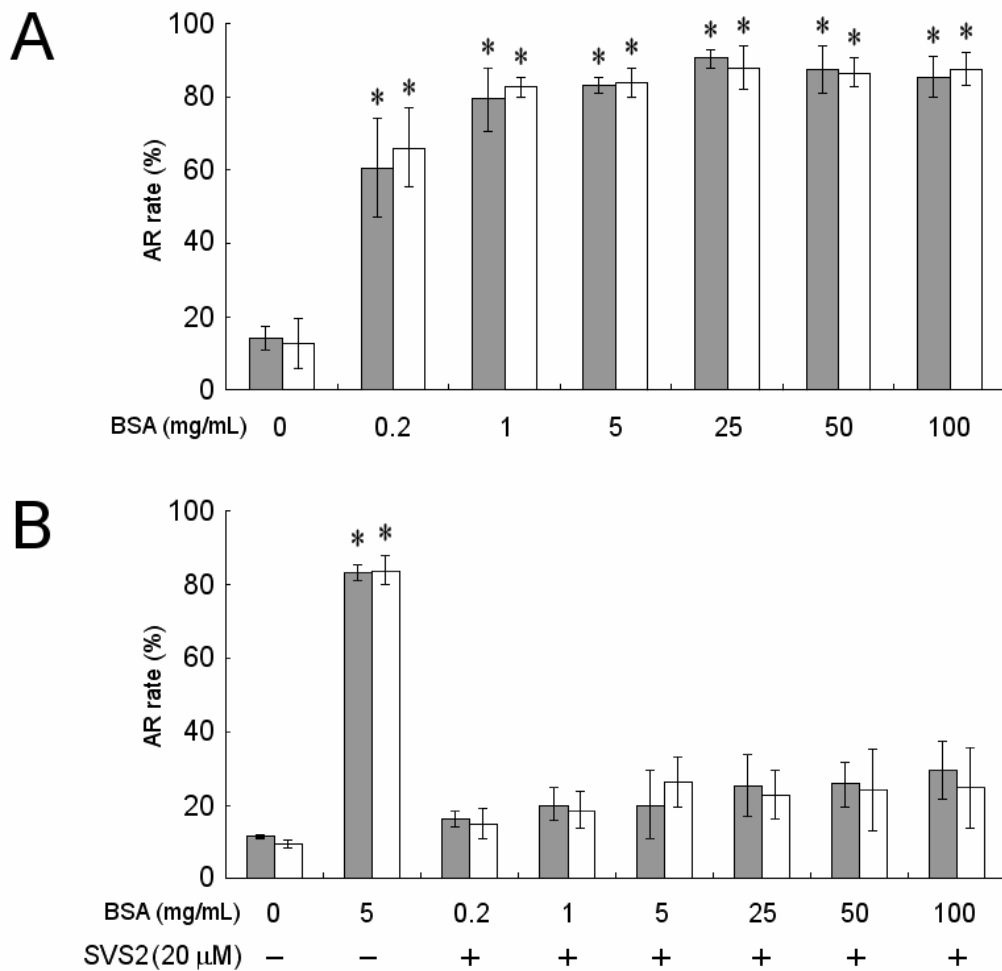 A
100
* * * * * * * * * * * *
80
60
40
20
0
AR rate (%)
BSA (mg/mL) 0 0.2 1 5 25 50 100
B
100
* *
80
60
40
20
0
AR rate (%)
BSA (mg/mL) 0 5 0.2 1 5 25 50 100
SVS2 (20 μM) − − + + + + + +